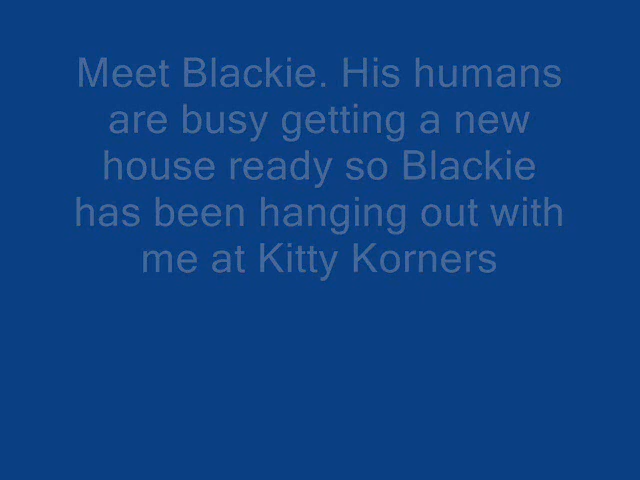 Meet Blackie. His humans
are busy getting a new
house ready so Blackie
has been hanging out with
me at Kitty Korners